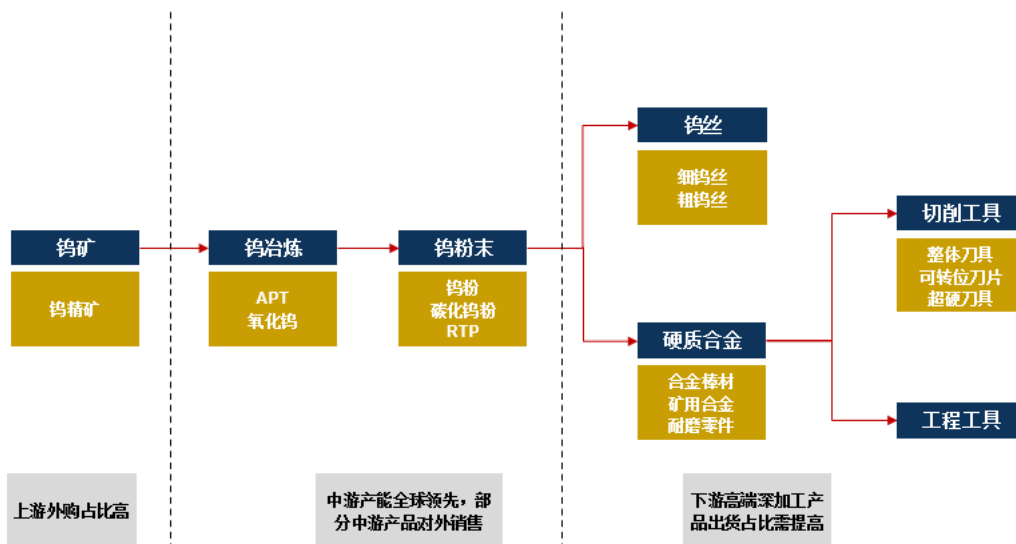 钨矿
钨精矿
钨冶炼
APT
氧化钨
钨粉末
钨粉
碳化钨粉
RTP
钨丝
细钨丝
粗钨丝
硬质合金
合金棒材
矿用合金
耐磨零件
切削工具
整体刀具
可转位刀片
超硬刀具
工程工具
上游外购占比高
中游产能全球领先，部
分中游产品对外销售
下游高端深加工产
品出货占比需提高